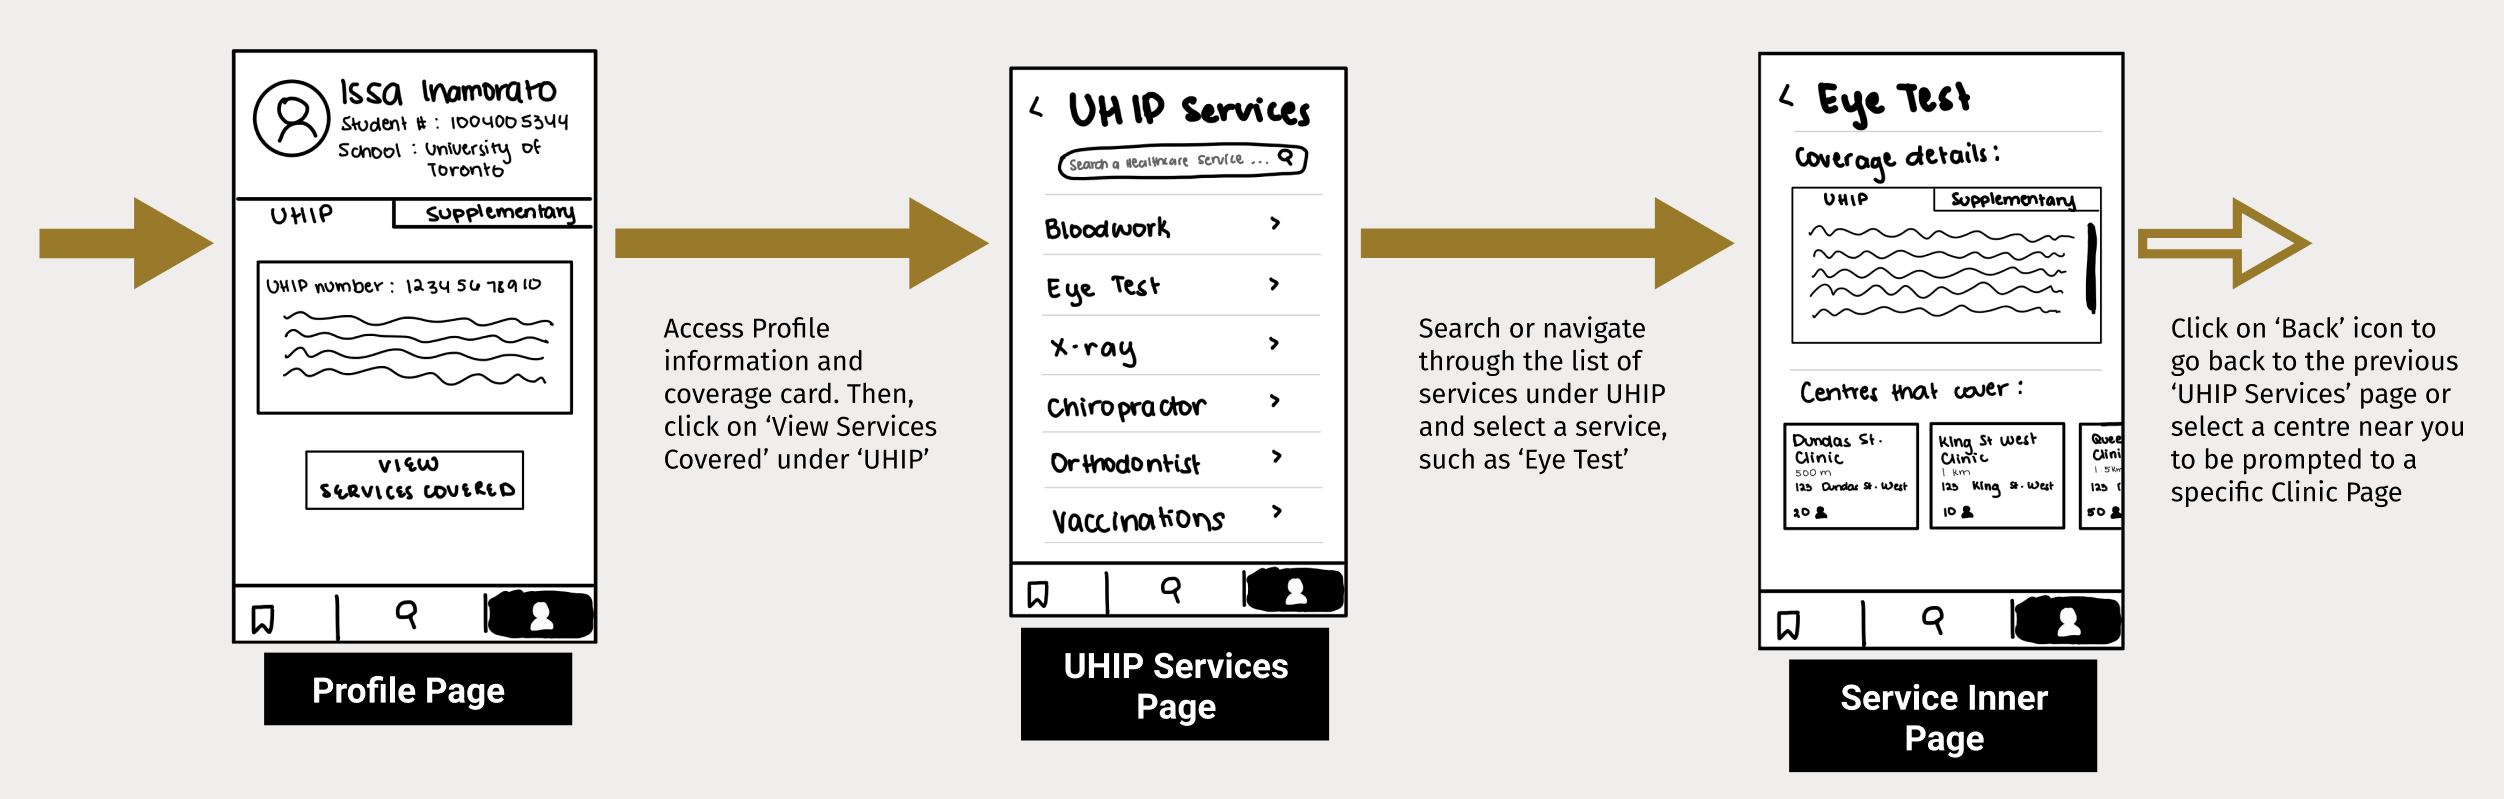 Issa Inamorato
Student # : 1004005344
School : University of
Toronto
UHIP
Supplementary
UHIP number : 12345678910
VIEW
SERVICES COVERED
Profile Page
Access Profile
information and
coverage card. Then,
click on ‘View Services
Covered’ under ‘UHIP’
UHIP Services
Search a Healthcare Service ...
Bloodwork >
Eye Test >
X-ray >
Chiropractor >
Orthodontist >
Vaccinations >
UHIP Services
Page
Search or navigate
through the list of
services under UHIP
and select a service,
such as ‘Eye Test’
< Eye Test
Coverage details:
UHIP
Supplementary
Centres that cover :
Dundas St.
Clinic
500 m
123 Dundas St. West
20
King St West
Clinic
1 km
123 King St. West
10
Quee
Clini
1.5km
123
50
Service Inner
Page
Click on ‘Back’ icon to
go back to the previous
‘UHIP Services’ page or
select a centre near you
to be prompted to a
specific Clinic Page